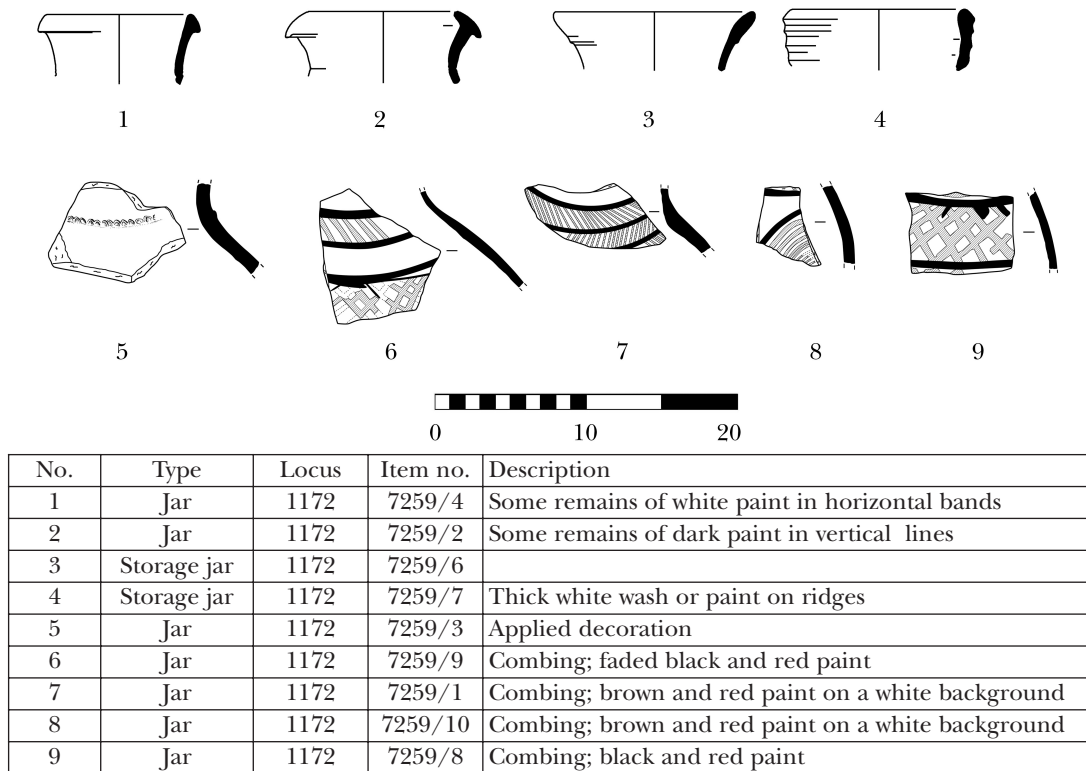 1 2 3 4
5 6 7 8 9
0 10 20
No. Type Locus Item no. Description
1 Jar 1172 7259/4 Some remains of white paint in horizontal bands
2 Jar 1172 7259/2 Some remains of dark paint in vertical lines
3 Storage jar 1172 7259/6
4 Storage jar 1172 7259/7 Thick white wash or paint on ridges
5 Jar 1172 7259/3 Applied decoration
6 Jar 1172 7259/9 Combing; faded black and red paint
7 Jar 1172 7259/1 Combing; brown and red paint on a white background
8 Jar 1172 7259/10 Combing; brown and red paint on a white background
9 Jar 1172 7259/8 Combing; black and red paint